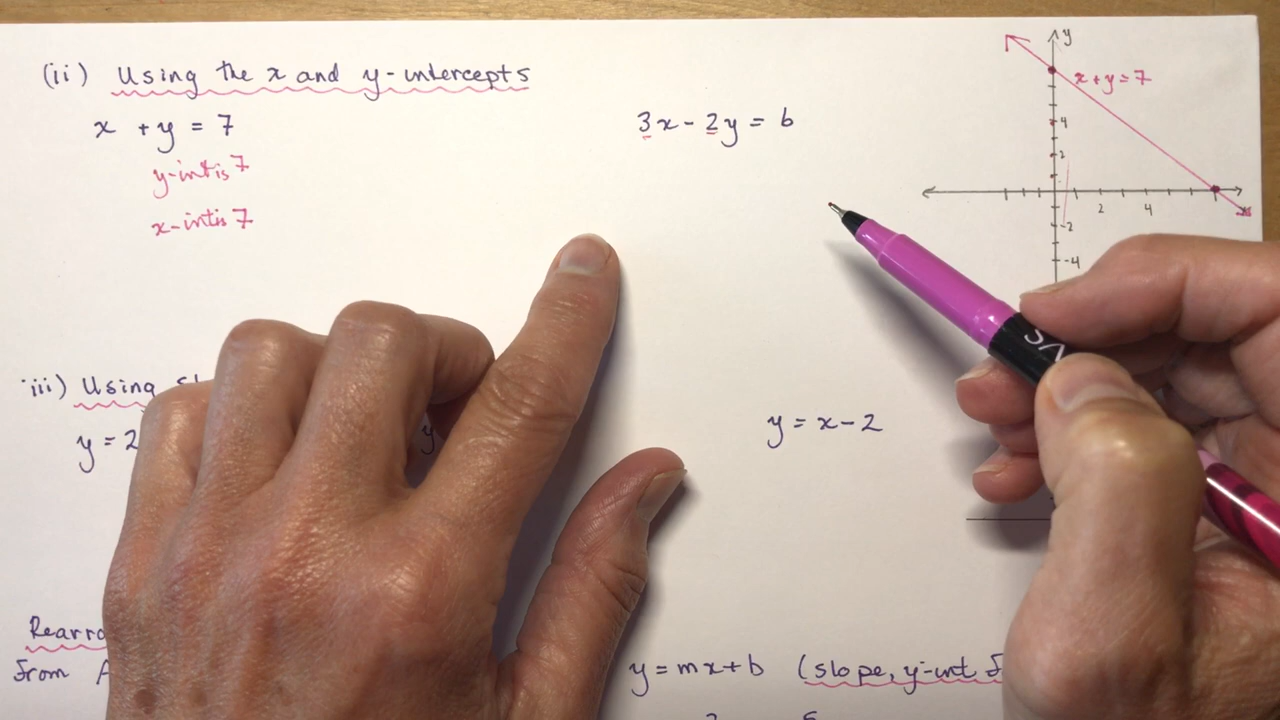 (ii) Using the x and y-intercepts
x + y = 7
y-int is 7
x-int is 7
3x - 2y = 6
y
x+y=7
4
2
2 4
-2
-4
iii) Using
y = 2
y
y = x - 2
from
y = mx + b (slope, y-int